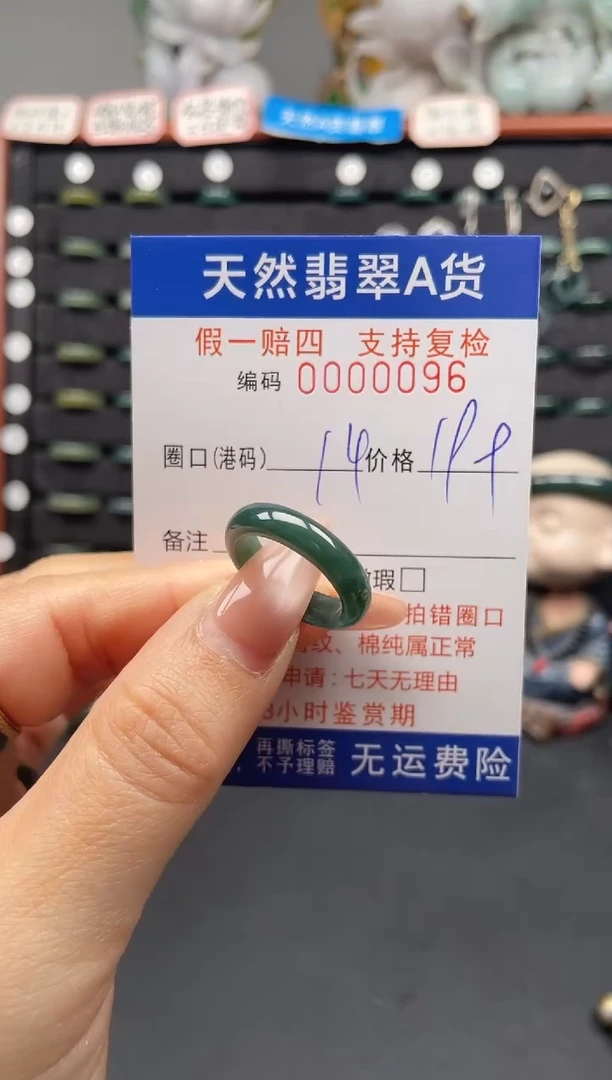 天然翡翠A货
假一赔四 支持复检
编码 0000096
圈口(港码) 14 价格 199
备注
瑕□
拍错圈口
纹、棉纯属正常
申请:七天无理由
小时鉴赏期
再撕标签
不予理赔
无运费险